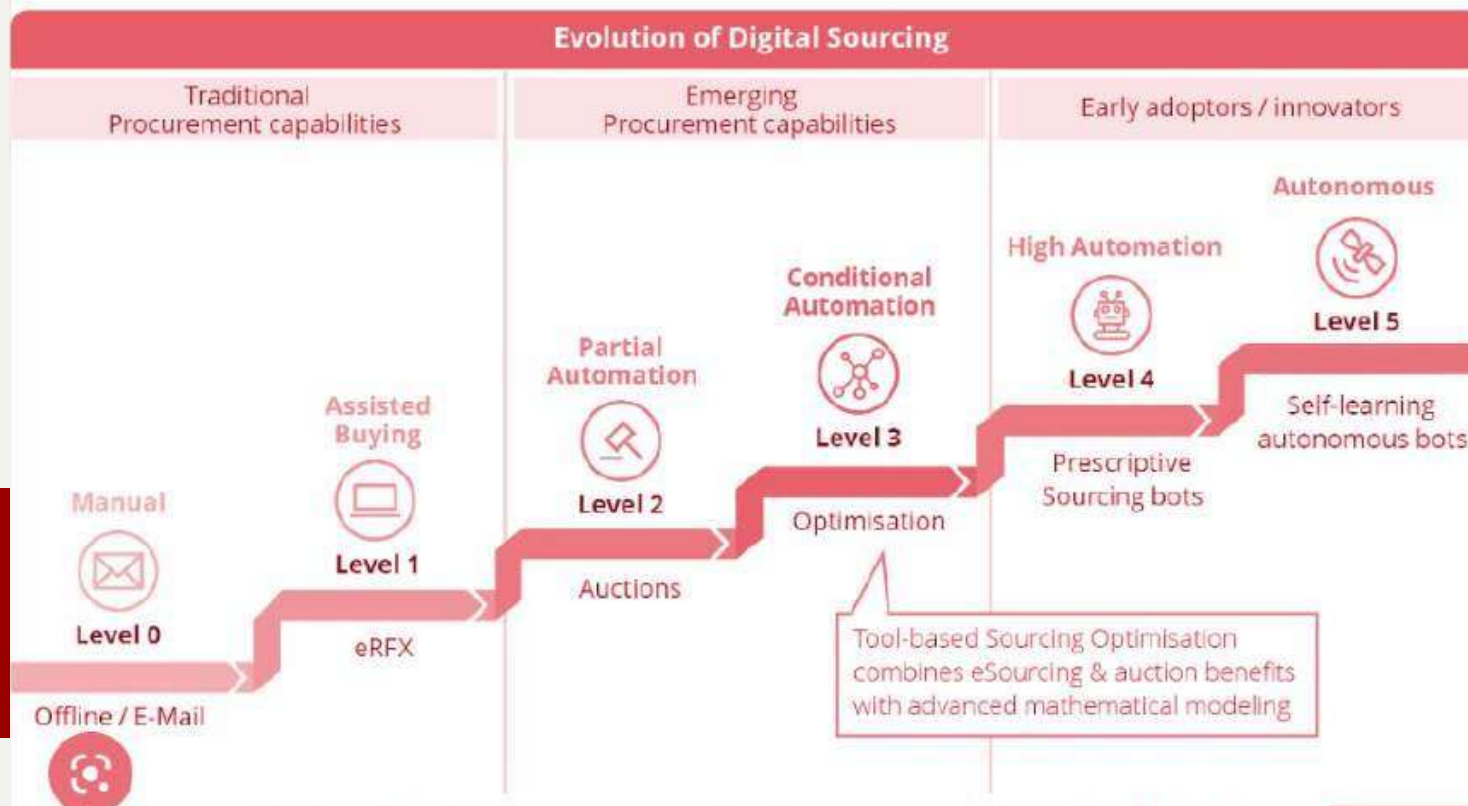 Evolution of Digital Sourcing
Traditional
Procurement capabilities
Emerging
Procurement capabilities
Early adoptors / innovators
Manual
Level 0
Offline / E-Mail
Assisted
Buying
Level 1
eRFX
Partial
Automation
Level 2
Auctions
Conditional
Automation
Level 3
Optimisation
Tool-based Sourcing Optimisation
combines eSourcing & auction benefits
with advanced mathematical modeling
High Automation
Level 4
Prescriptive
Sourcing bots
Autonomous
Level 5
Self-learning
autonomous bots